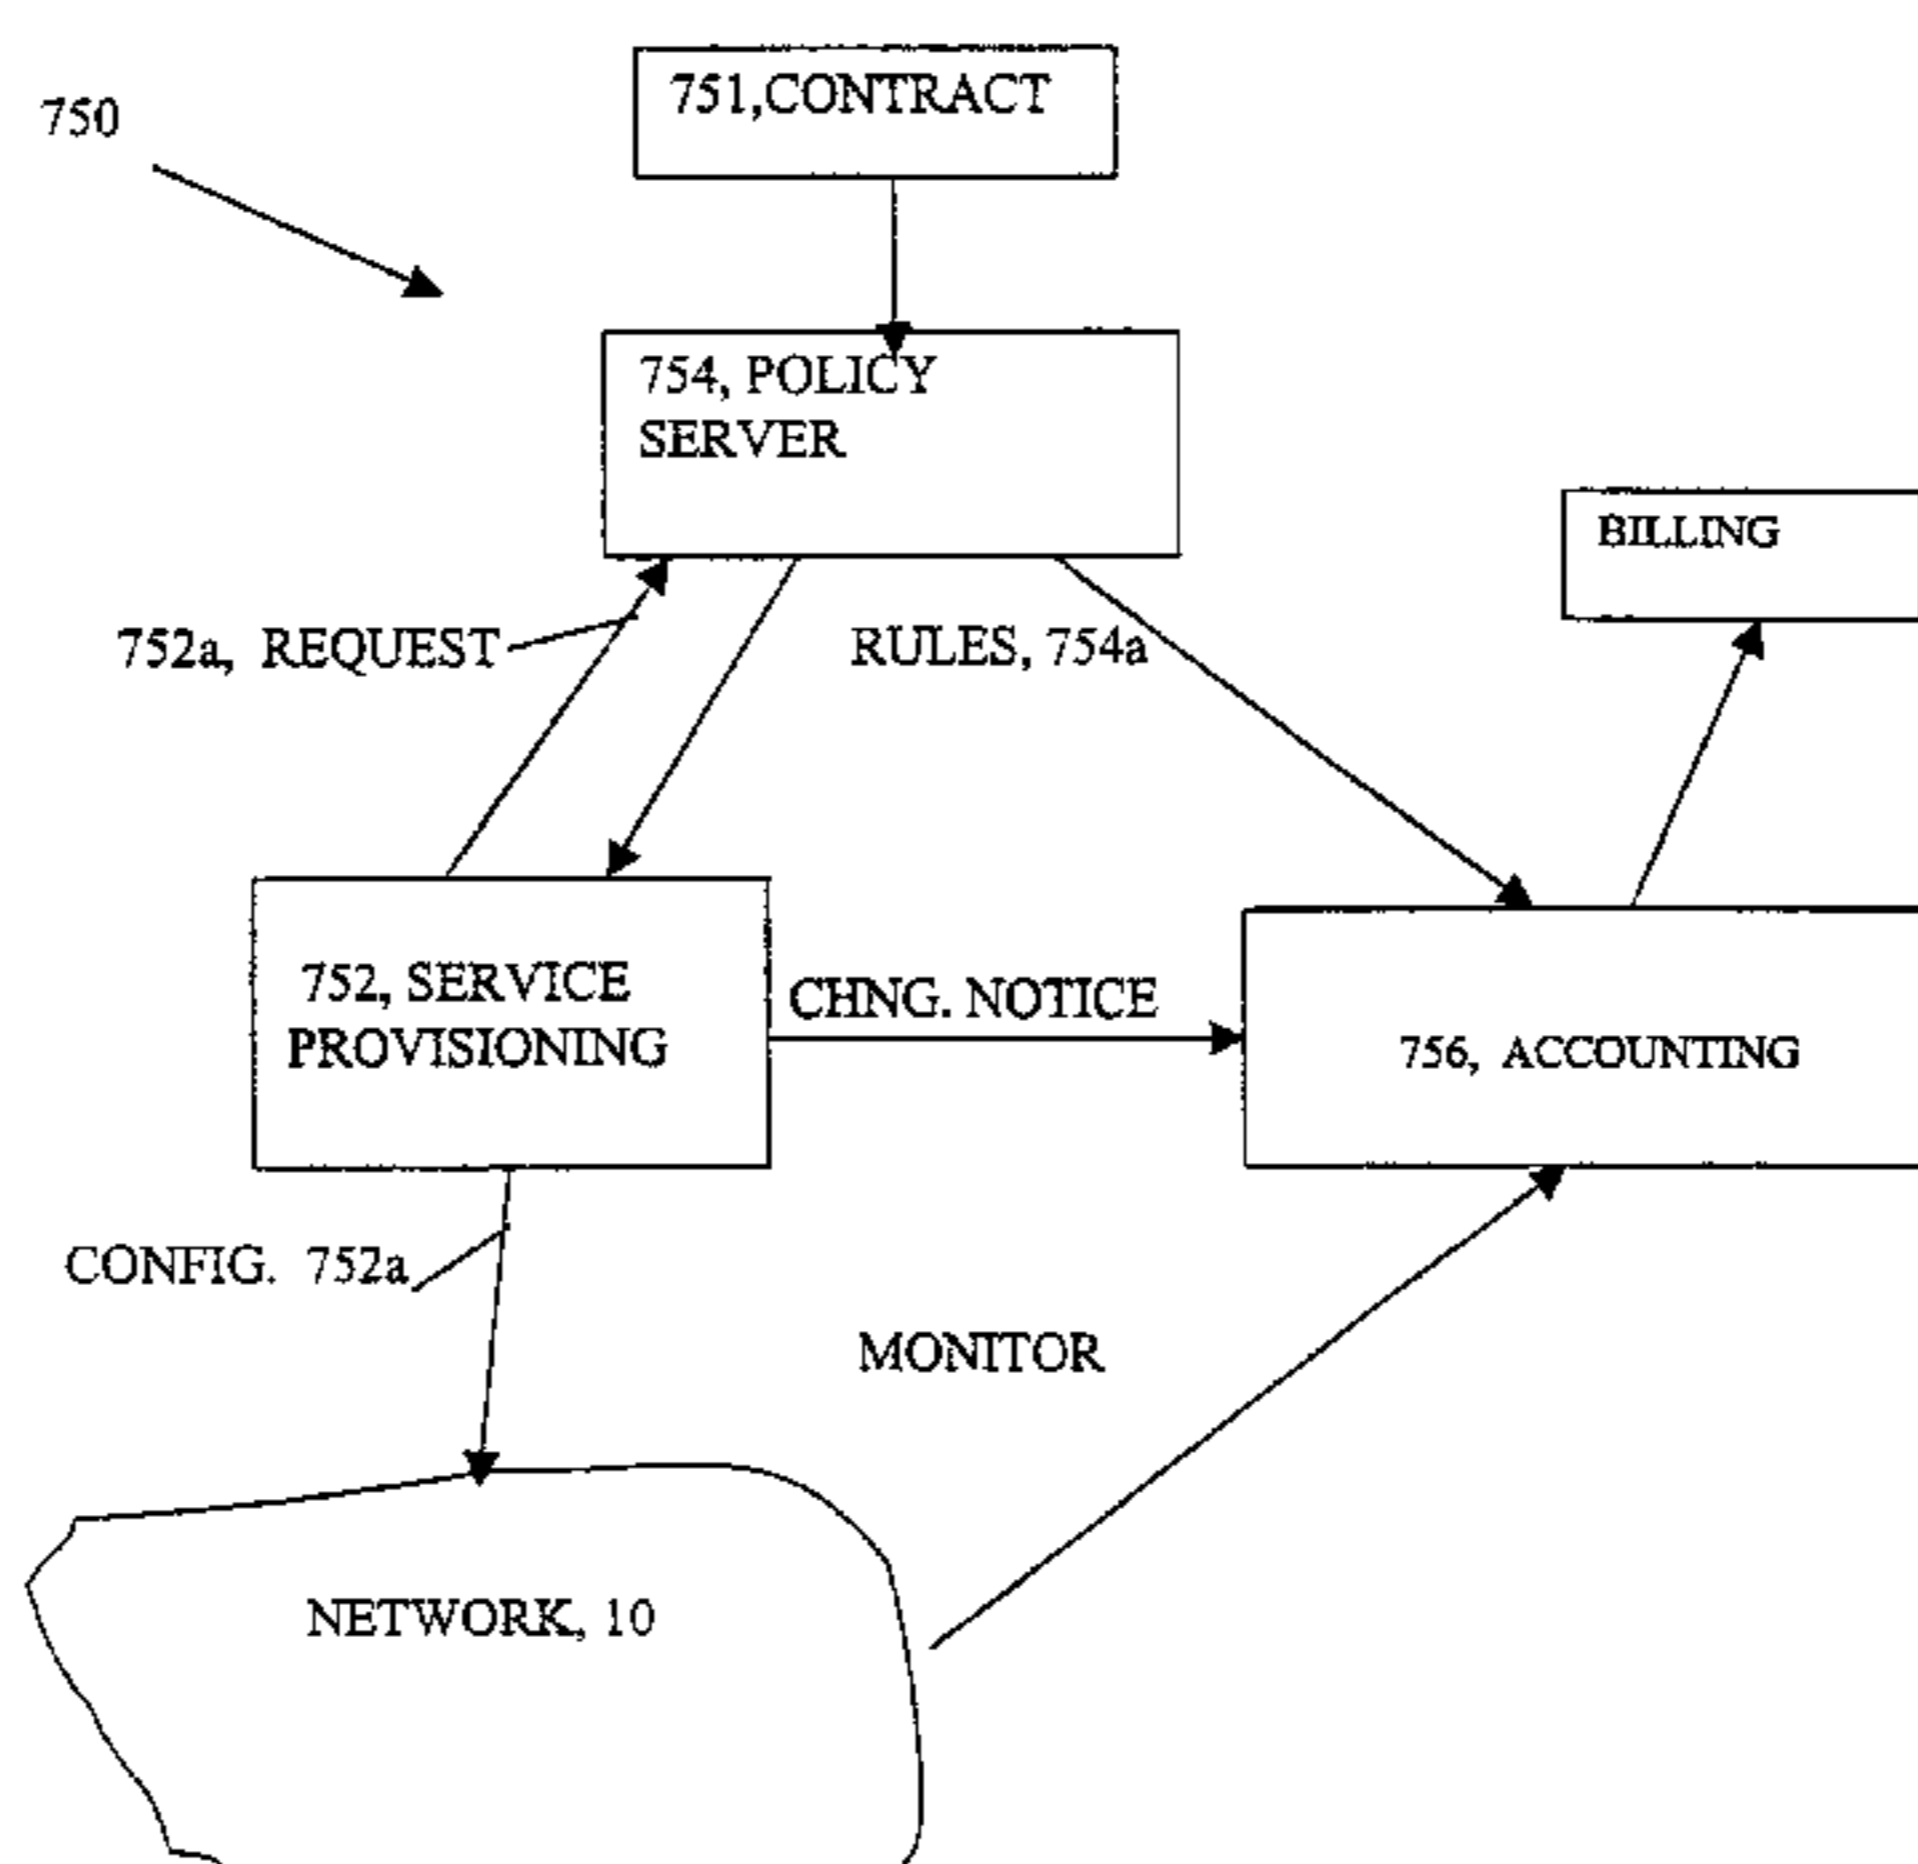 750
751,CONTRACT
754, POLICY
SERVER
BILLING
752a, REQUEST
RULES, 754a
752, SERVICE
PROVISIONING
CHNG. NOTICE
756, ACCOUNTING
CONFIG. 752a
MONITOR
NETWORK, 10